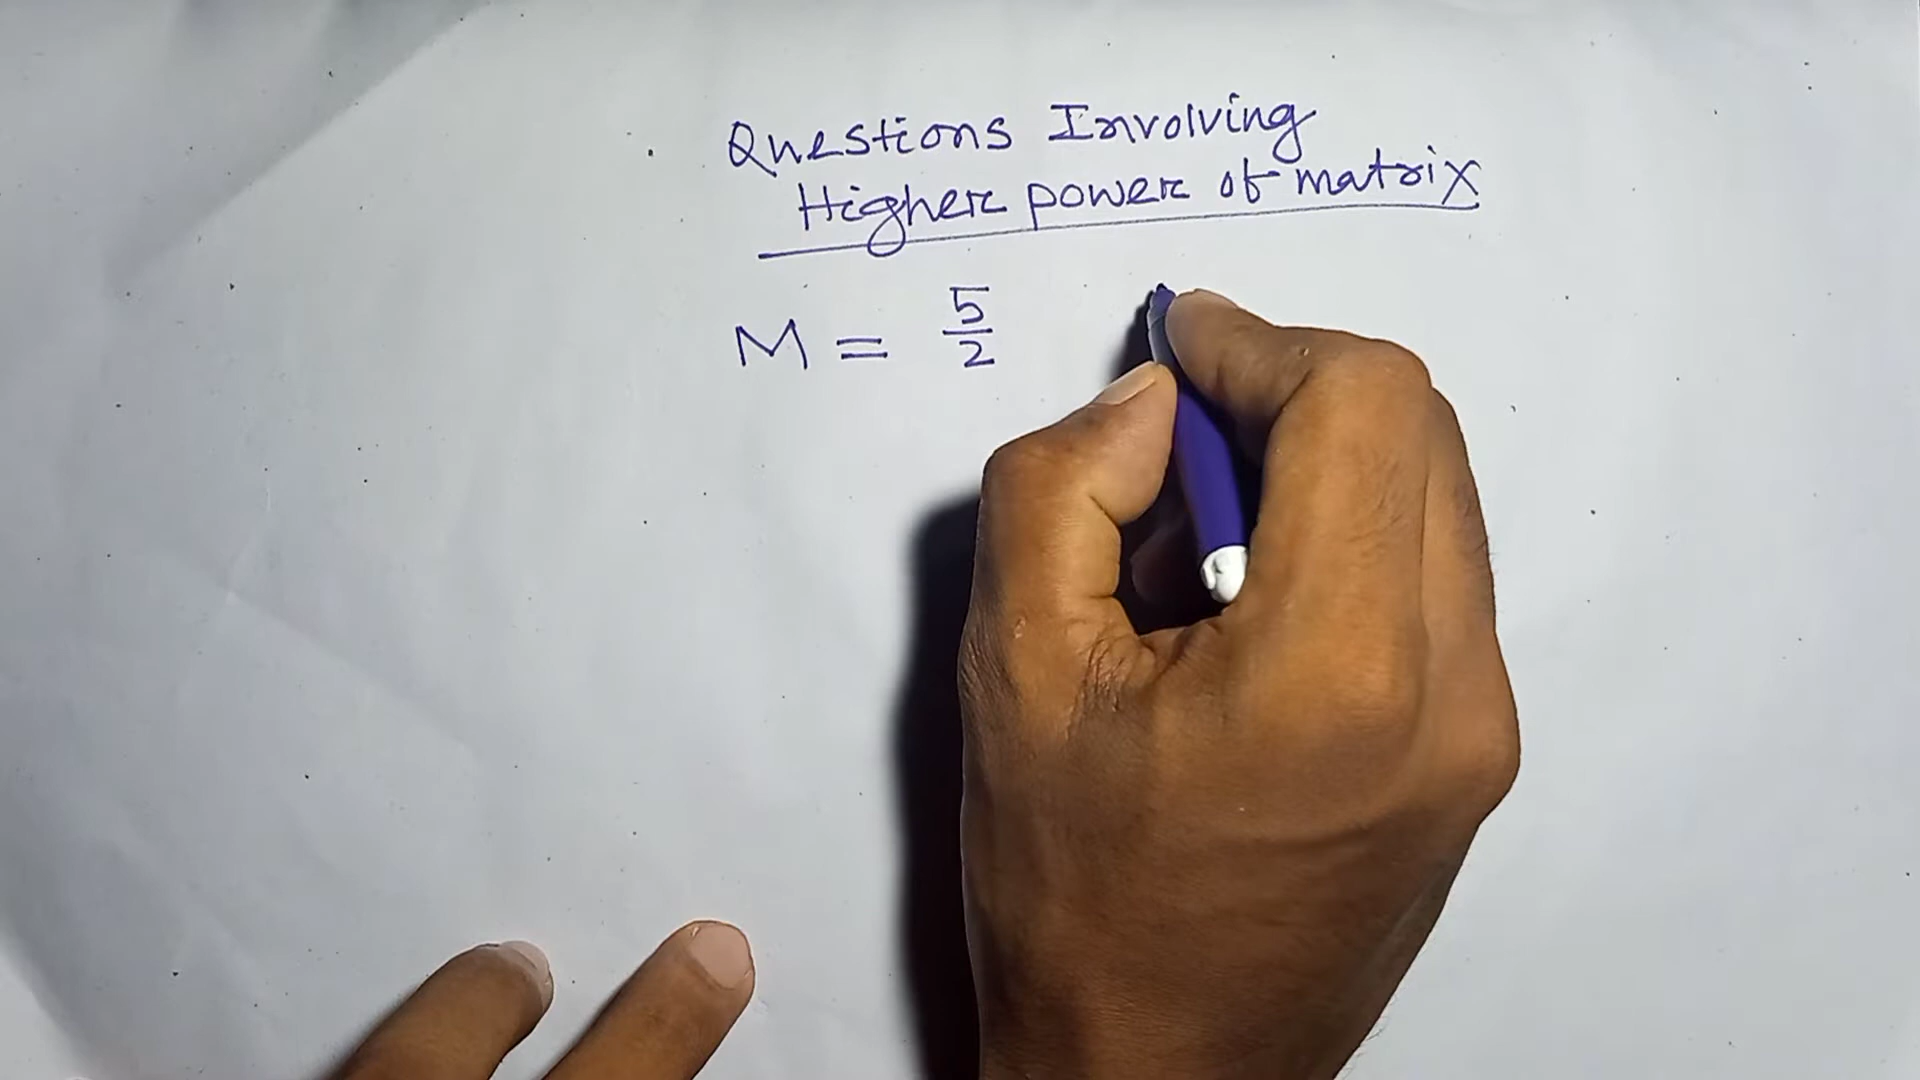 Questions Involving
Higher power of matrix
M = 5/2